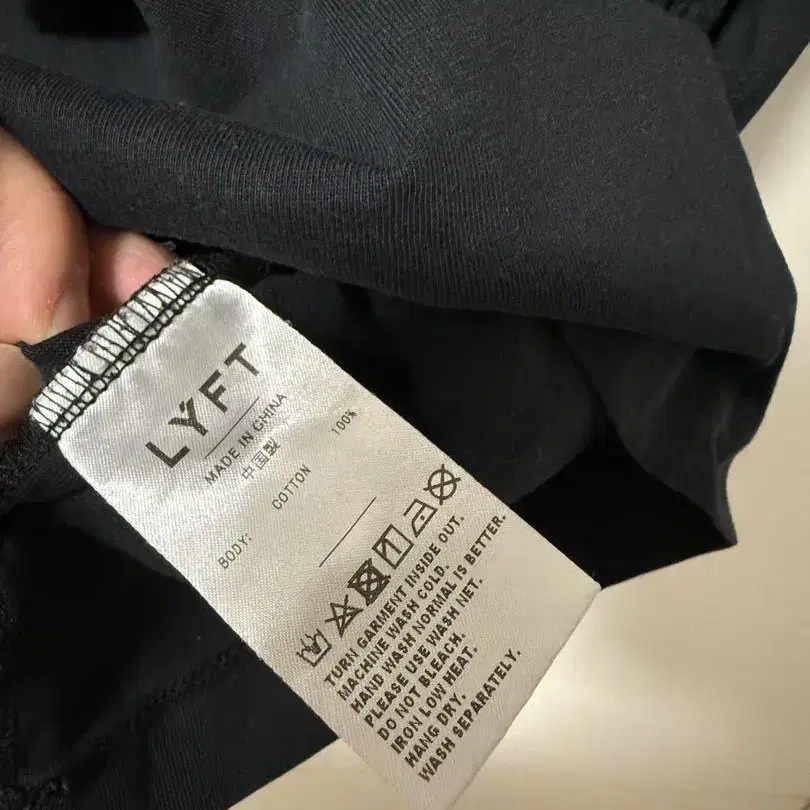 LÝFT
MADE IN CHINA
中国製
BODY: COTTON 100%
TURN GARMENT INSIDE OUT.
MACHINE WASH COLD.
HAND WASH NORMAL IS BETTER.
PLEASE USE WASH NET.
DO NOT BLEACH.
IRON LOW HEAT.
HANG DRY.
WASH SEPARATELY.